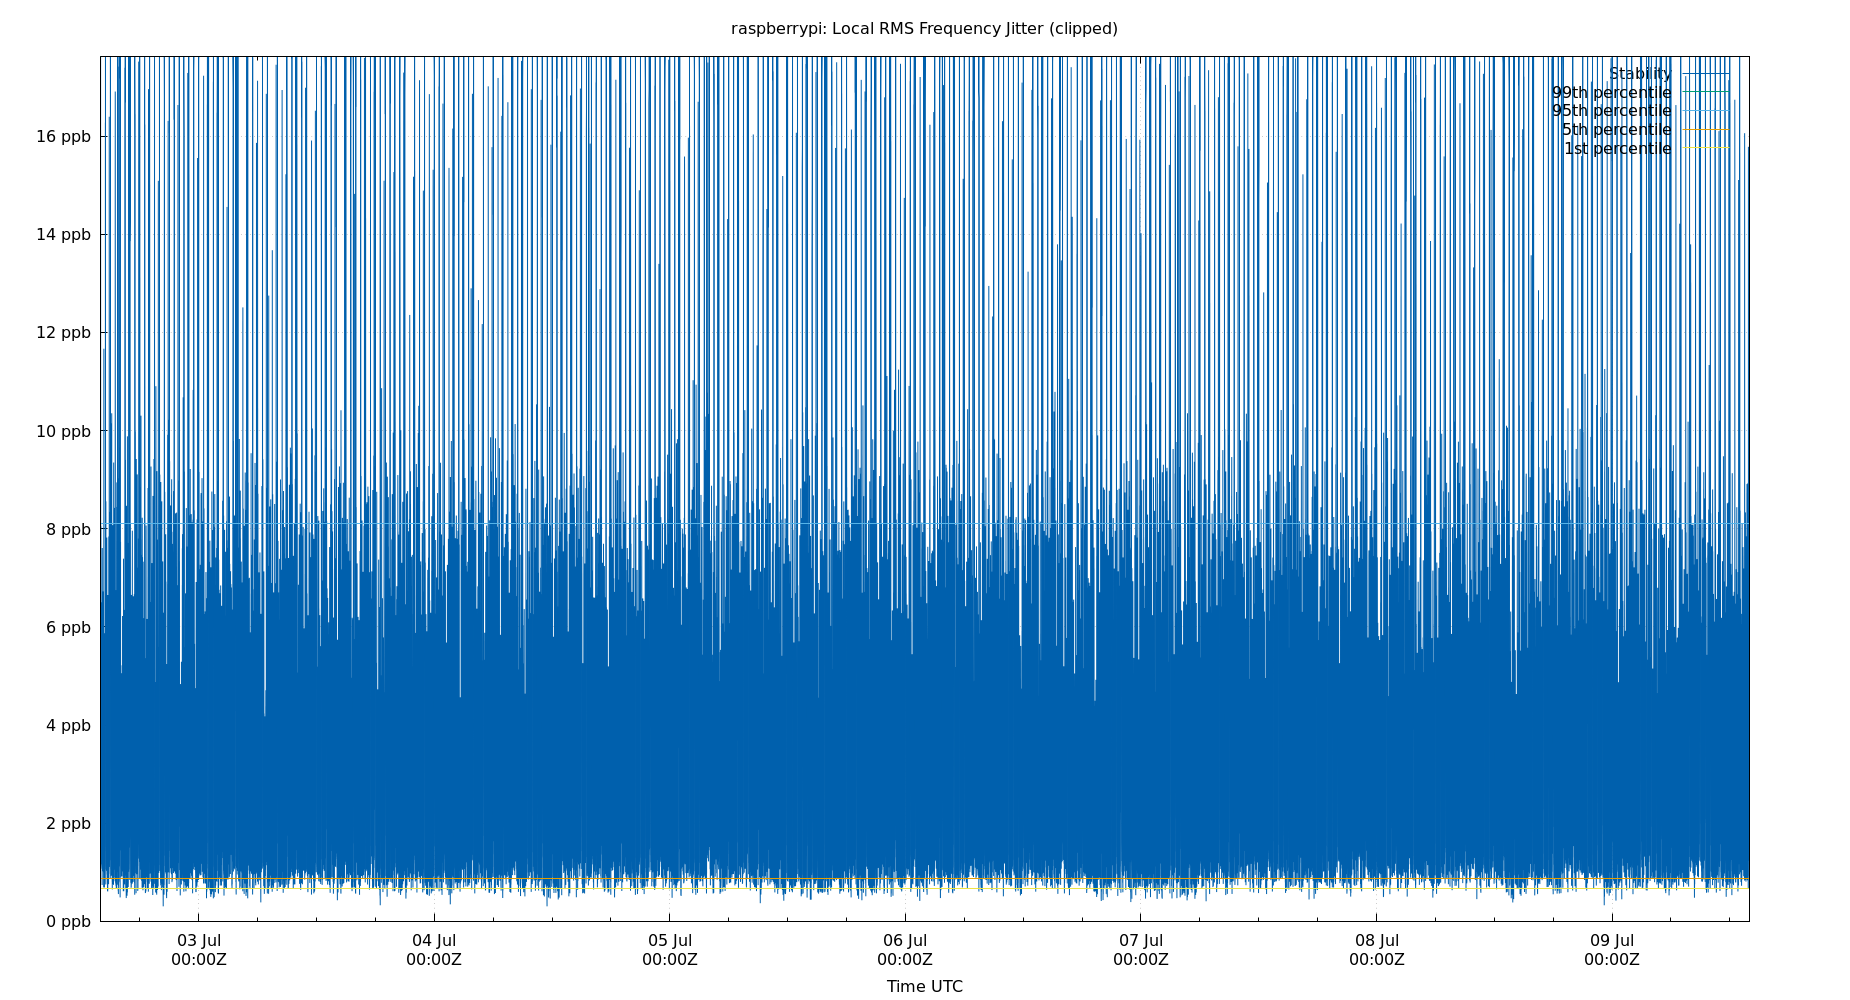 raspberrypi: Local RMS Frequency Jitter (clipped)
Stability
99th percentile
95th percentile
5th percentile
1st percentile
16 ppb
14 ppb
12 ppb
10 ppb
8 ppb
6 ppb
4 ppb
2 ppb
0 ppb
03 Jul 04 Jul 05 Jul 06 Jul 07 Jul 08 Jul 09 Jul
00:00Z 00:00Z 00:00Z 00:00Z 00:00Z 00:00Z 00:00Z
Time UTC